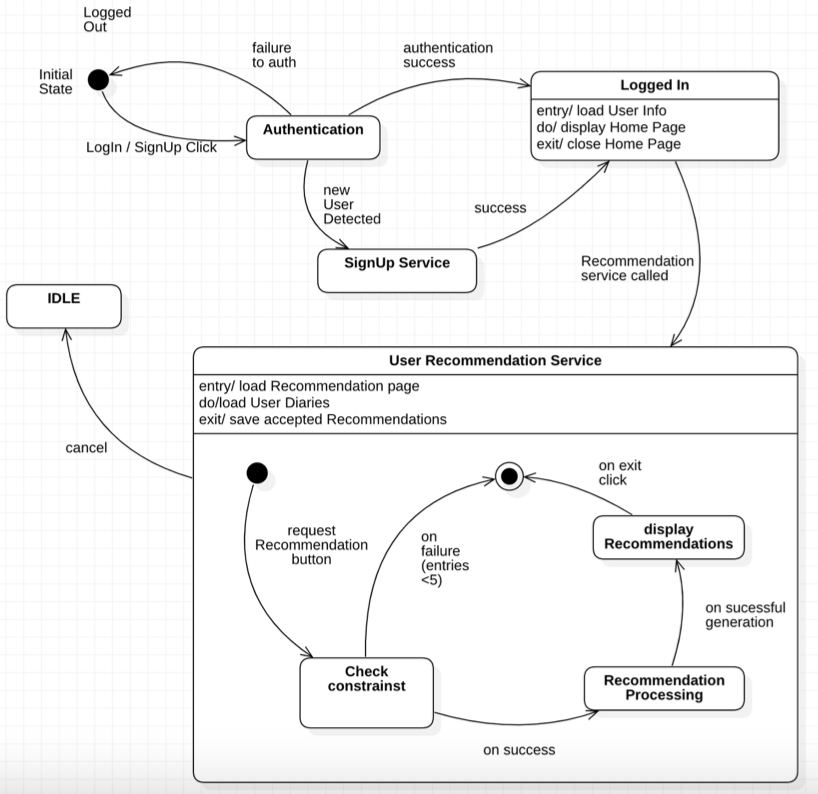 Logged
Out
failure
to auth
authentication
success
Initial
State
Logged In
entry/ load User Info
do/ display Home Page
exit/ close Home Page
Authentication
LogIn / SignUp Click
new
User
Detected
success
SignUp Service
Recommendation
service called
IDLE
User Recommendation Service
entry/ load Recommendation page
do/load User Diaries
exit/ save accepted Recommendations
cancel
on exit
click
request
Recommendation
button
on
failure
(entries
<5)
display
Recommendations
on sucessful
generation
Check
constrainst
Recommendation
Processing
on success